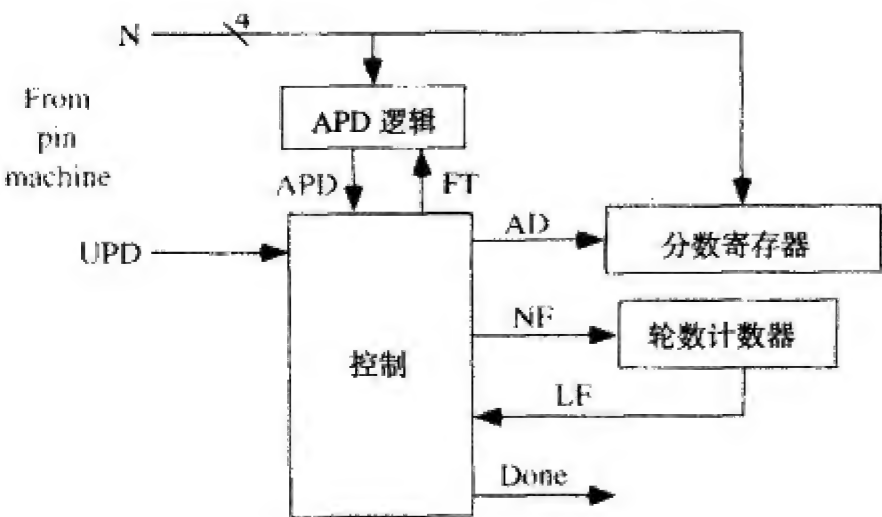 N
4
From
pin
machine
APD 逻辑
APD
FT
UPD
AD
分数寄存器
NF
轮数计数器
控制
LF
Done